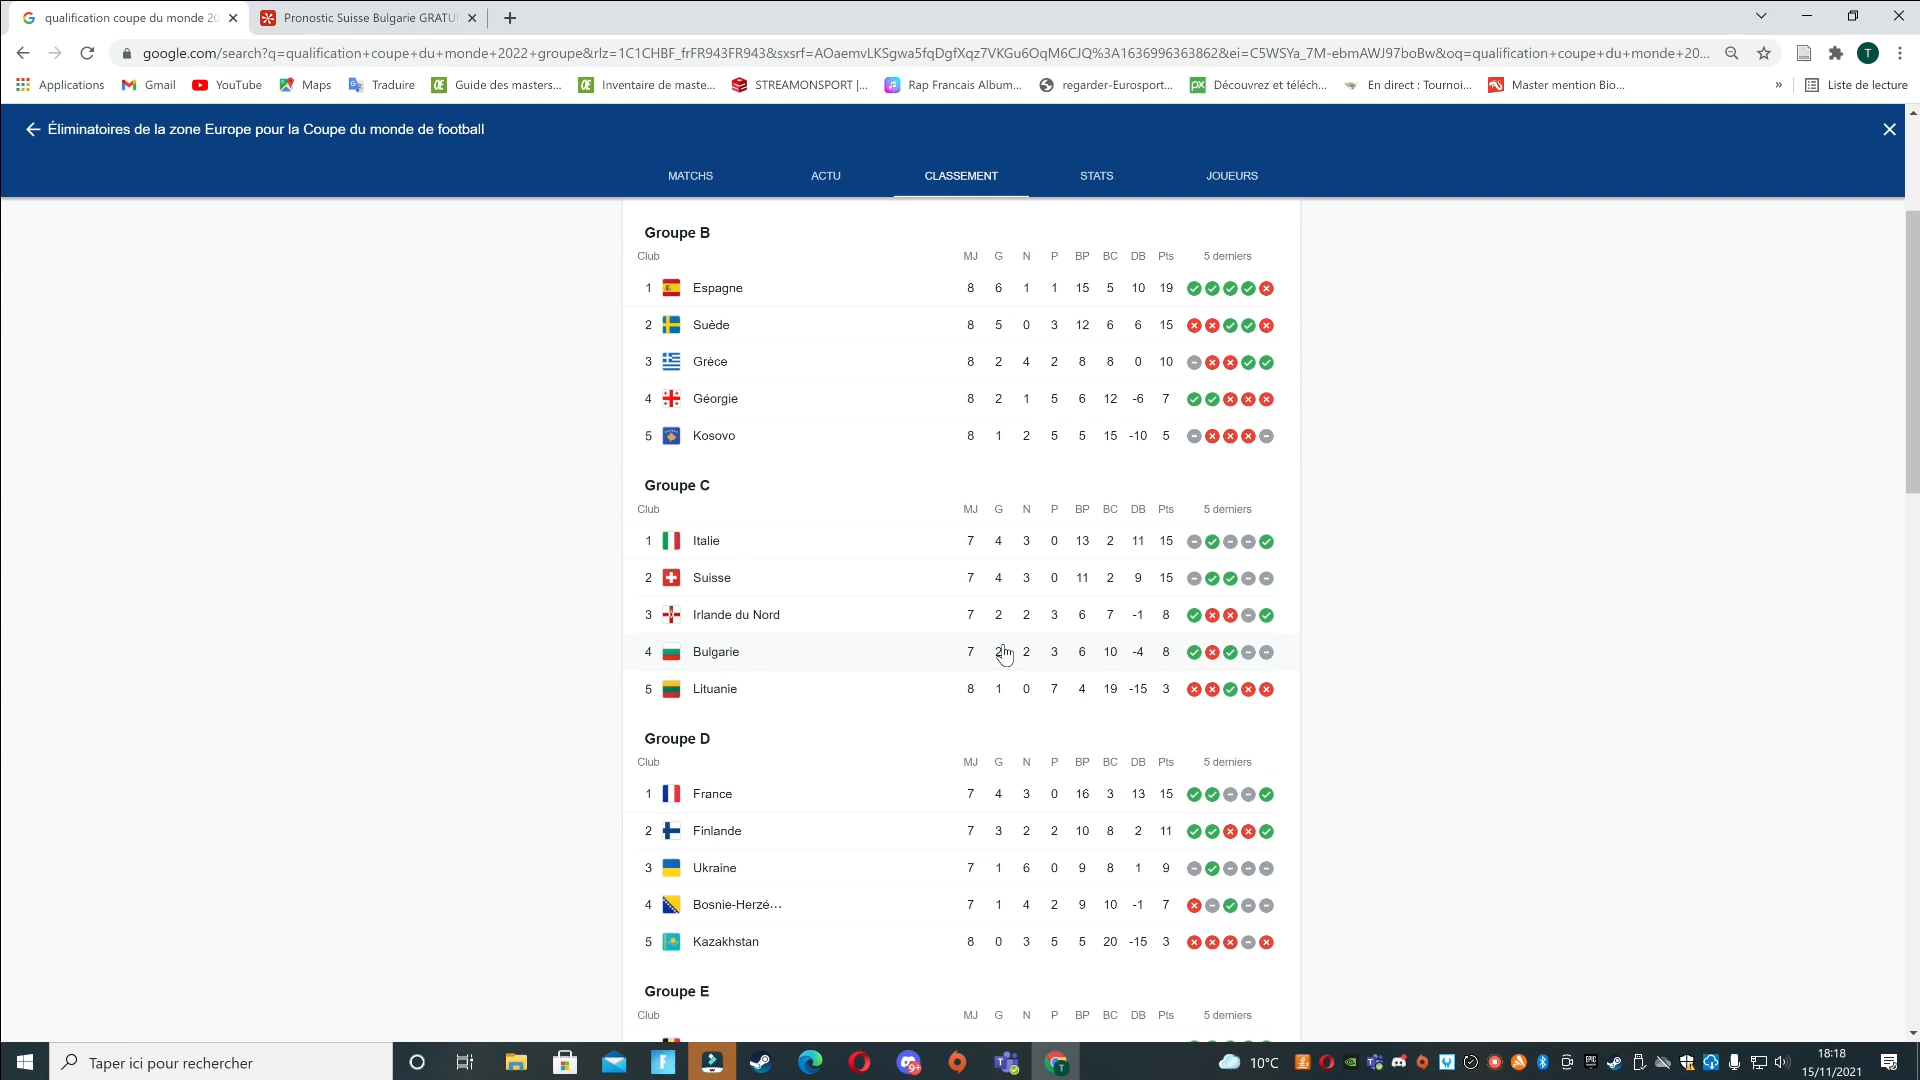 qualification coupe du monde 20
Pronostic Suisse Bulgarie GRATU
google.com/search?q=qualification+coupe+du+monde+2022+groupe&rlz=1C1CHBF_frFR943FR943&sxsrf=AOaemvLKSgwa5fqDgfXqz7VKGu6OqM6CJQ%3A1636996363862&ei=C5WSYa_7M-ebmAWJ97boBw&oq=qualification+coupe+du+monde+20...
T
Applications Gmail YouTube Maps Traduire Guide des masters... Inventaire de maste... STREAMONSPORT |... Rap Francais Album... regarder-Eurosport... Découvrez et téléch... En direct : Tournoi... Master mention Bio... » Liste de lecture
Éliminatoires de la zone Europe pour la Coupe du monde de football
MATCHS ACTU CLASSEMENT STATS JOUEURS
Groupe B
Club MJ G N P BP BC DB Pts 5 derniers
1 Espagne 8 6 1 1 15 5 10 19
2 Suède 8 5 0 3 12 6 6 15
3 Grèce 8 2 4 2 8 8 0 10
4 Géorgie 8 2 1 5 6 12 -6 7
5 Kosovo 8 1 2 5 5 15 -10 5
Groupe C
Club MJ G N P BP BC DB Pts 5 derniers
1 Italie 7 4 3 0 13 2 11 15
2 Suisse 7 4 3 0 11 2 9 15
3 Irlande du Nord 7 2 2 3 6 7 -1 8
4 Bulgarie 7 2 2 3 6 10 -4 8
5 Lituanie 8 1 0 7 4 19 -15 3
Groupe D
Club MJ G N P BP BC DB Pts 5 derniers
1 France 7 4 3 0 16 3 13 15
2 Finlande 7 3 2 2 10 8 2 11
3 Ukraine 7 1 6 0 9 8 1 9
4 Bosnie-Herzé... 7 1 4 2 9 10 -1 7
5 Kazakhstan 8 0 3 5 5 20 -15 3
Groupe E
Club MJ G N P BP BC DB Pts 5 derniers
Taper ici pour rechercher
10°C
18:18
15/11/2021